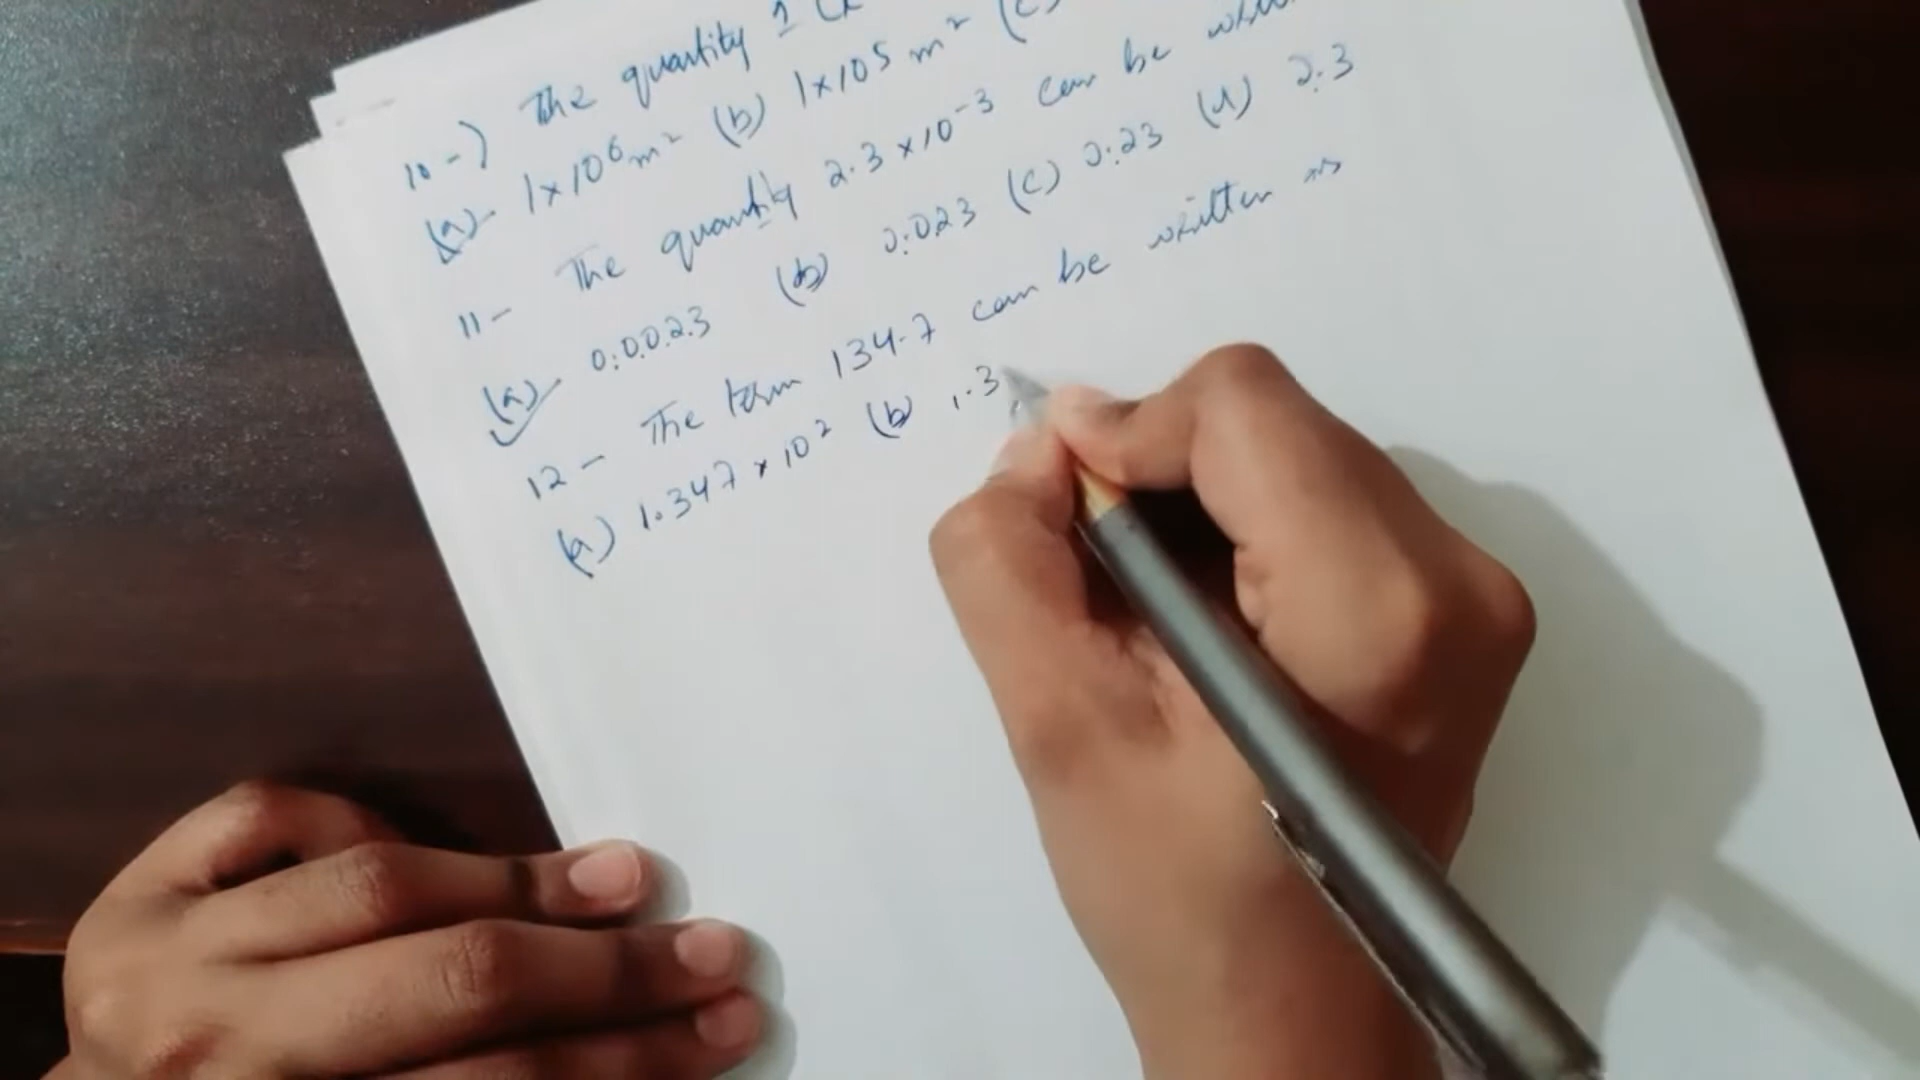 10-) The quantity 1
(a) 1×10⁶ m² (b) 1×10⁵ m² (c)
11- The quantity 2.3 × 10⁻³ can be
(a) 0.0023 (b) 0.023 (c) 0.23 (d) 2.3
12 - The term 134.7 can be written as
(a) 1.347 × 10² (b) 1.3